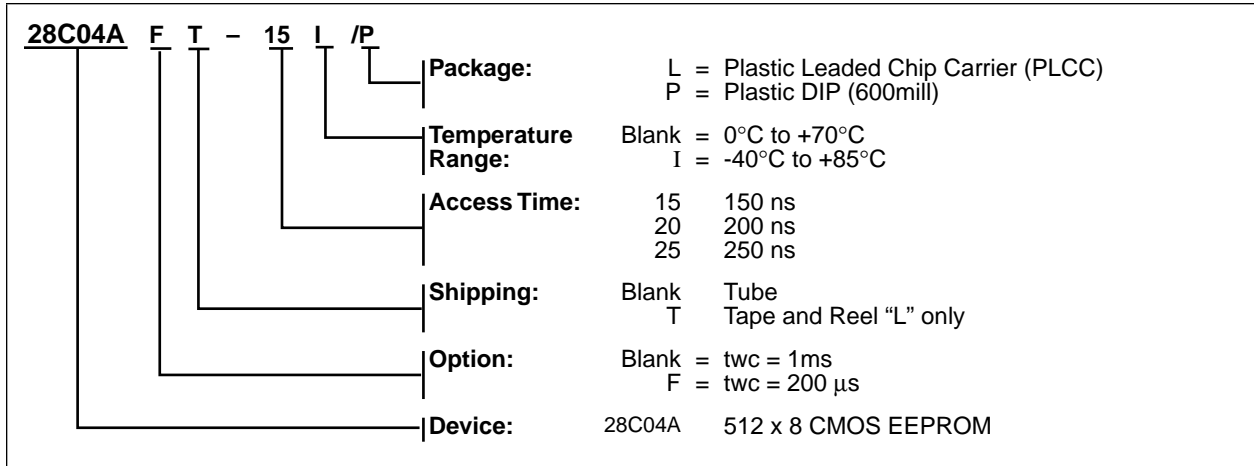 28C04A F T – 15 I /P
Package: L = Plastic Leaded Chip Carrier (PLCC)
P = Plastic DIP (600mill)
Temperature Blank = 0°C to +70°C
Range: I = -40°C to +85°C
Access Time: 15 150 ns
20 200 ns
25 250 ns
Shipping: Blank Tube
T Tape and Reel “L” only
Option: Blank = twc = 1ms
F = twc = 200 μs
Device: 28C04A 512 x 8 CMOS EEPROM